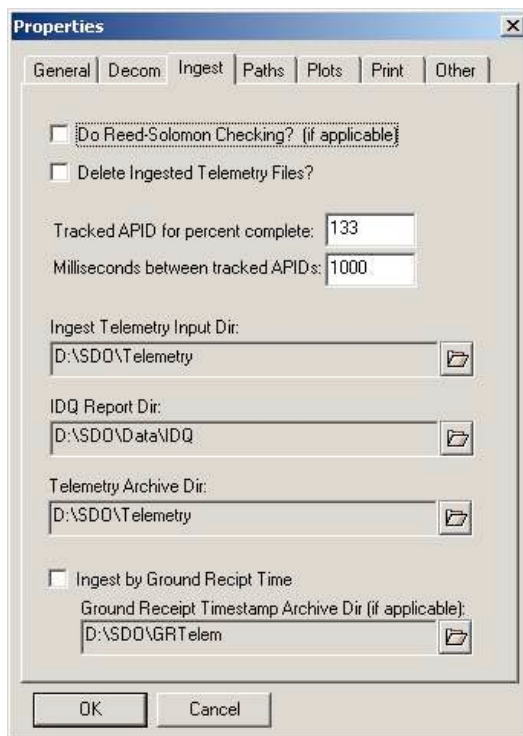 Properties
General Decom Ingest Paths Plots Print Other
Do Reed-Solomon Checking? (if applicable)
Delete Ingested Telemetry Files?
Tracked APID for percent complete: 133
Milliseconds between tracked APIDs: 1000
Ingest Telemetry Input Dir:
D:\SDO\Telemetry
IDQ Report Dir:
D:\SDO\Data\IDQ
Telemetry Archive Dir:
D:\SDO\Telemetry
Ingest by Ground Recipt Time
Ground Receipt Timestamp Archive Dir (if applicable):
D:\SDO\GRTelem
OK Cancel